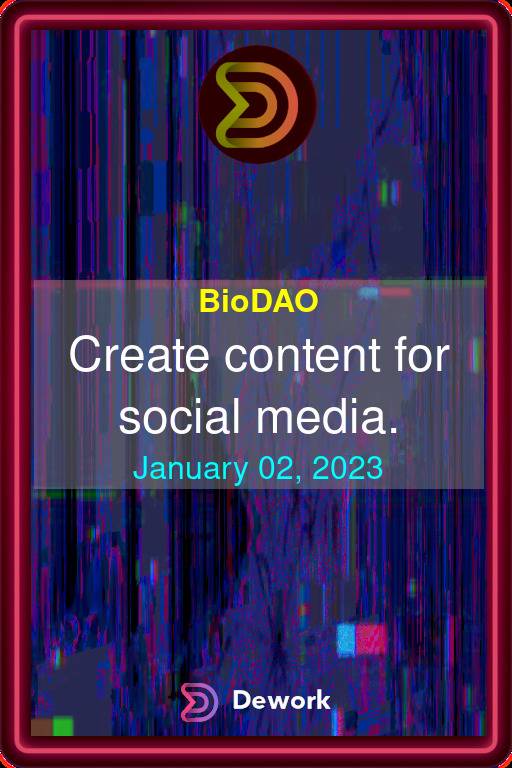 BioDAO
Create content for
social media.
January 02, 2023
Dework